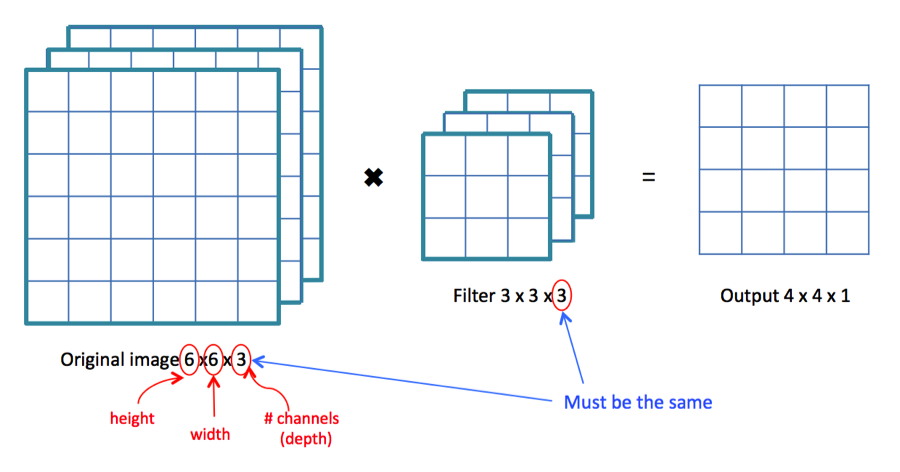 ✖
=
Filter 3 x 3 x 3
Output 4 x 4 x 1
Original image 6 x 6 x 3
Must be the same
height
width
# channels
(depth)